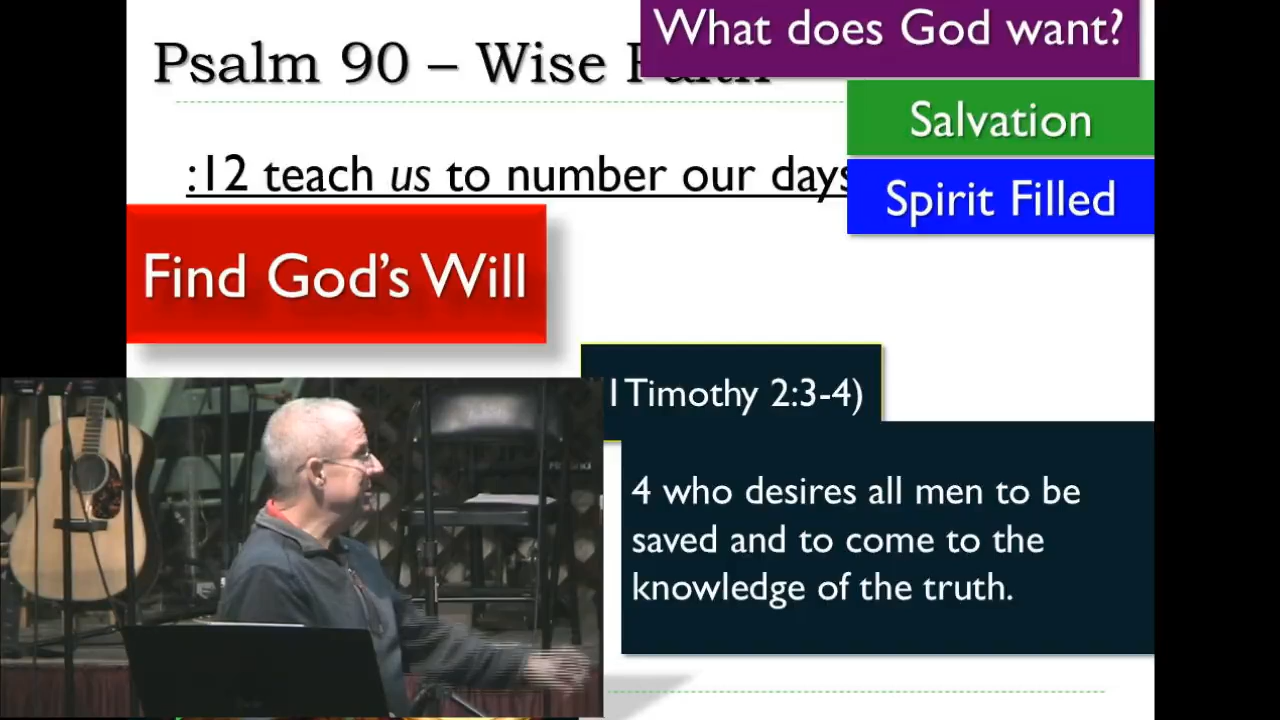 What does God want?
Psalm 90 – Wise Faith
Salvation
:12 teach us to number our days
Spirit Filled
Find God's Will
1Timothy 2:3-4)
4 who desires all men to be
saved and to come to the
knowledge of the truth.